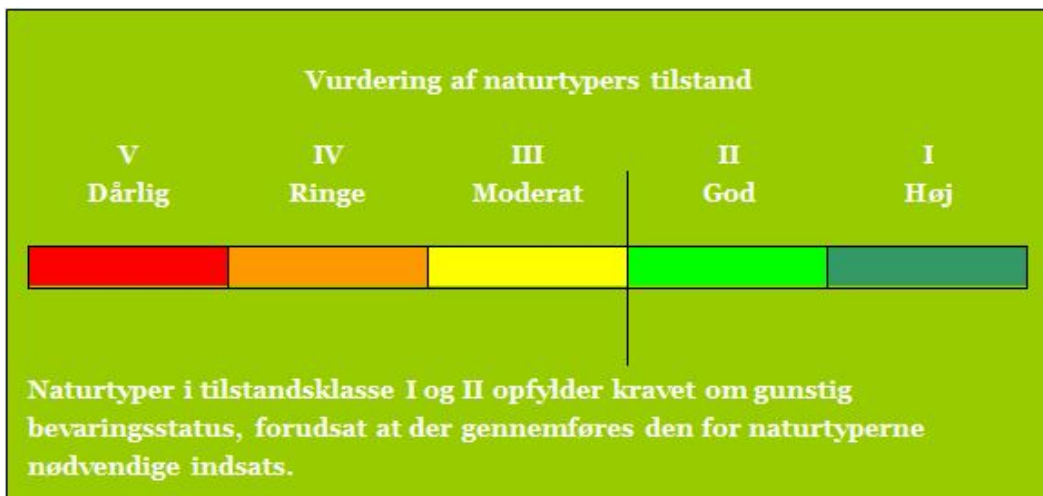 Vurdering af naturtypers tilstand
V IV III II I
Dårlig Ringe Moderat God Høj
Naturtyper i tilstandsklasse I og II opfylder kravet om gunstig
bevaringsstatus, forudsat at der gennemføres den for naturtyperne
nødvendige indsats.